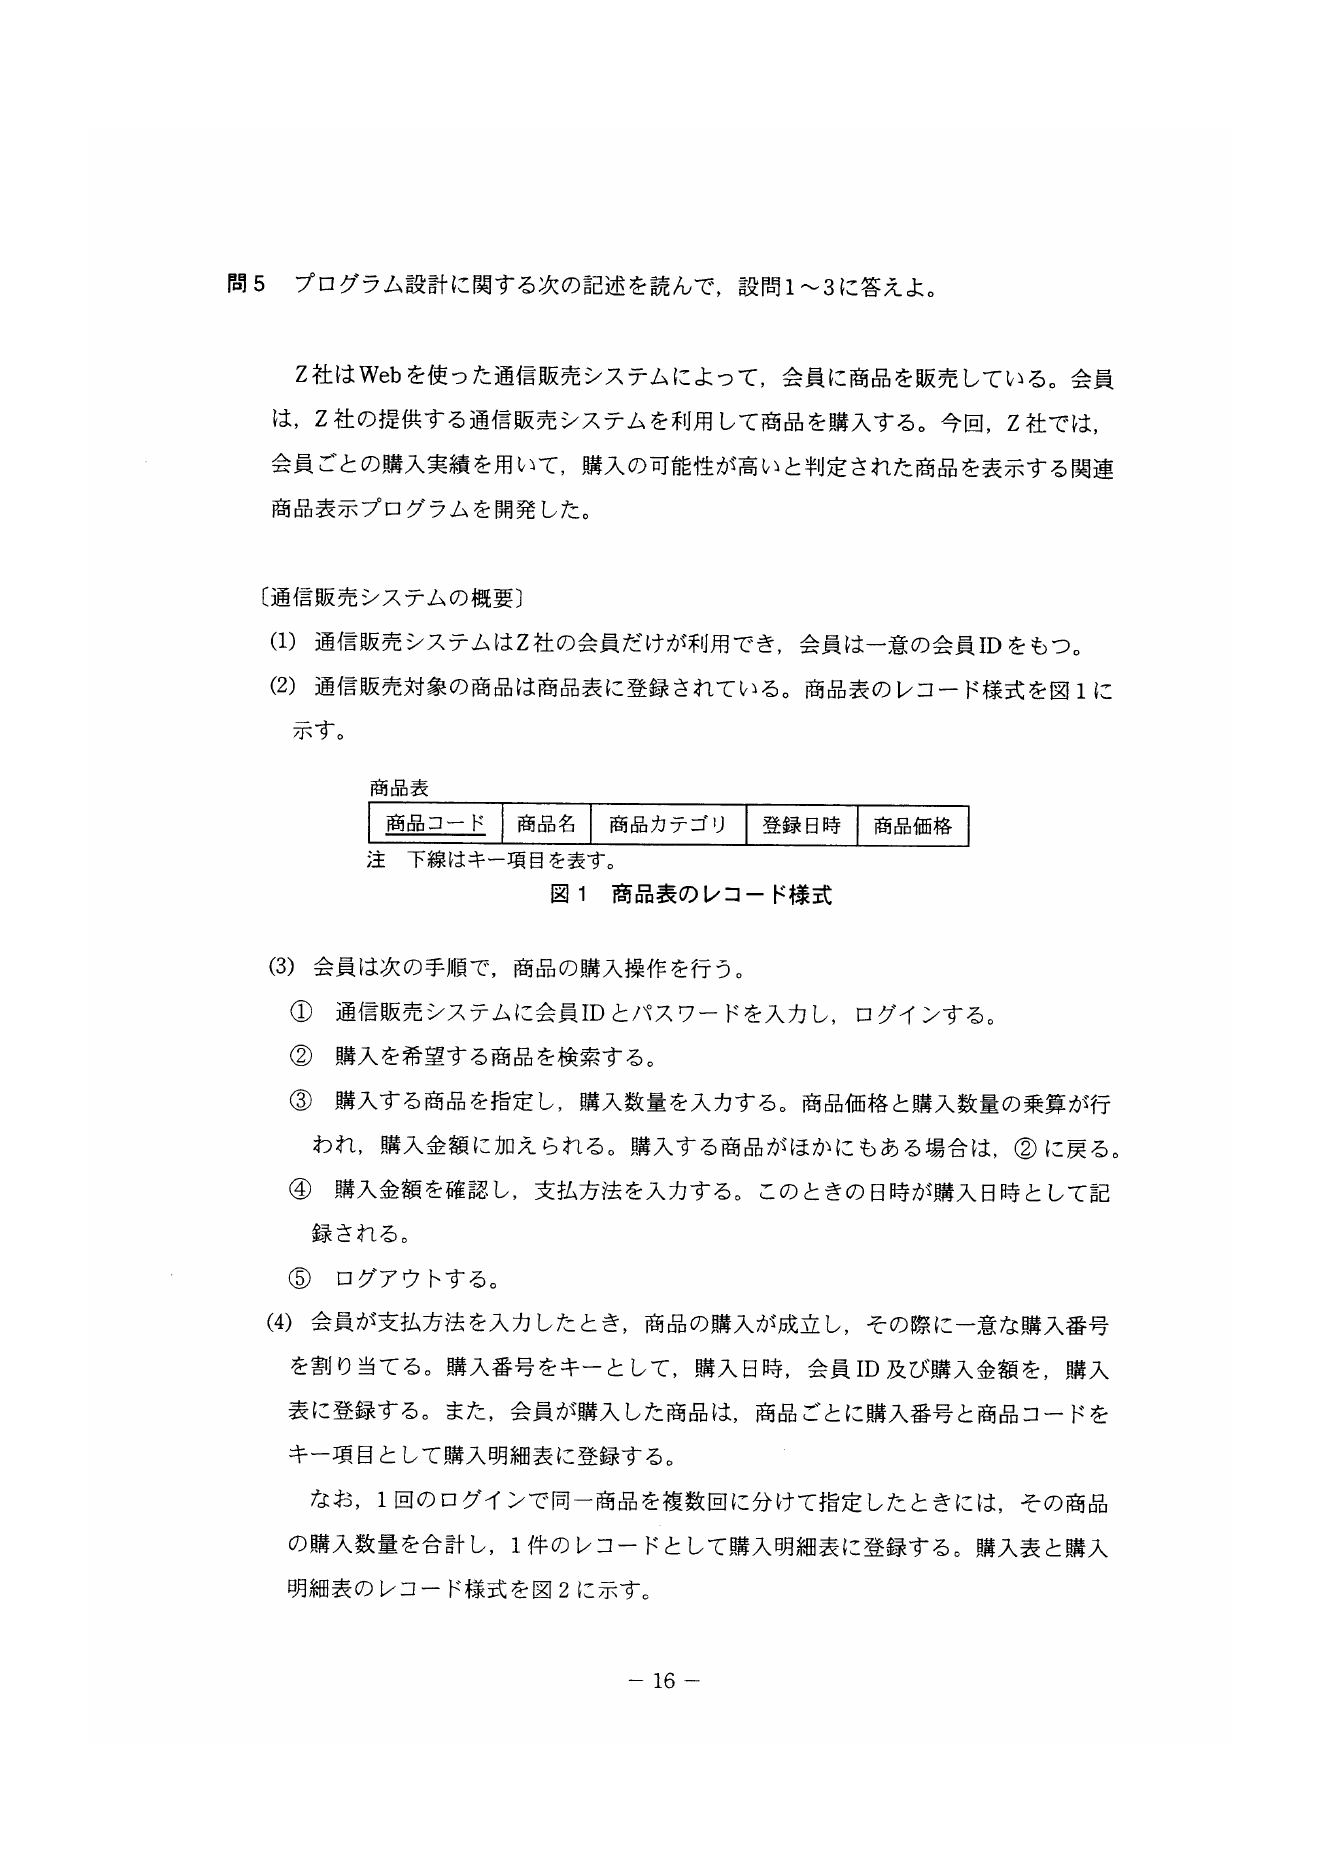 問5 プログラム設計に関する次の記述を読んで，設問1～3に答えよ。
Z社はWebを使った通信販売システムによって，会員に商品を販売している。会員
は，Z社の提供する通信販売システムを利用して商品を購入する。今回，Z社では，
会員ごとの購入実績を用いて，購入の可能性が高いと判定された商品を表示する関連
商品表示プログラムを開発した。
〔通信販売システムの概要〕
(1) 通信販売システムはZ社の会員だけが利用でき，会員は一意の会員IDをもつ。
(2) 通信販売対象の商品は商品表に登録されている。商品表のレコード様式を図1に
示す。
商品表
商品コード 商品名 商品カテゴリ 登録日時 商品価格
注 下線はキー項目を表す。
図1 商品表のレコード様式
(3) 会員は次の手順で，商品の購入操作を行う。
① 通信販売システムに会員IDとパスワードを入力し，ログインする。
② 購入を希望する商品を検索する。
③ 購入する商品を指定し，購入数量を入力する。商品価格と購入数量の乗算が行
われ，購入金額に加えられる。購入する商品がほかにもある場合は，②に戻る。
④ 購入金額を確認し，支払方法を入力する。このときの日時が購入日時として記
録される。
⑤ ログアウトする。
(4) 会員が支払方法を入力したとき，商品の購入が成立し，その際に一意な購入番号
を割り当てる。購入番号をキーとして，購入日時，会員ID及び購入金額を，購入
表に登録する。また，会員が購入した商品は，商品ごとに購入番号と商品コードを
キー項目として購入明細表に登録する。
なお，1回のログインで同一商品を複数回に分けて指定したときには，その商品
の購入数量を合計し，1件のレコードとして購入明細表に登録する。購入表と購入
明細表のレコード様式を図2に示す。
－ 16 －